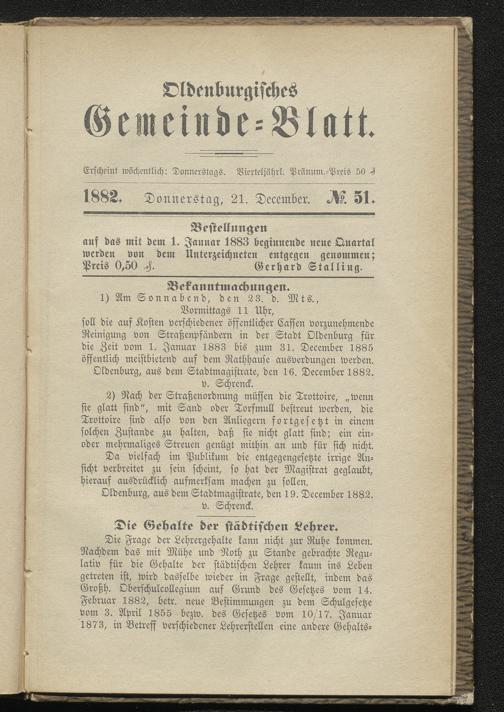 Oldenburgisches
Gemeinde=Blatt.
Erscheint wöchentlich: Donnerstags. Vierteljährl. Pränum.=Preis 50 ₰
1882. Donnerstag, 21. December. № 51.
Bestellungen
auf das mit dem 1. Januar 1883 beginnende neue Quartal
werden von dem Unterzeichneten entgegen genommen;
Preis 0,50 ₰. Gerhard Stalling.
Bekanntmachungen.
1) Am Sonnabend, den 23. d. Mts.,
Vormittags 11 Uhr,
soll die auf Kosten verschiedener öffentlicher Cassen vorzunehmende
Reinigung von Straßenpfändern in der Stadt Oldenburg für
die Zeit vom 1. Januar 1883 bis zum 31. December 1885
öffentlich meistbietend auf dem Rathhause ausverdungen werden.
Oldenburg, aus dem Stadtmagistrate, den 16. December 1882.
v. Schrenck.
2) Nach der Straßenordnung müssen die Trottoire, „wenn
sie glatt sind“, mit Sand oder Torfmull bestreut werden, die
Trottoire sind also von den Anliegern fortgesetzt in einem
solchen Zustande zu halten, daß sie nicht glatt sind; ein ein=
oder mehrmaliges Streuen genügt mithin an und für sich nicht.
Da vielfach im Publikum die entgegengesetzte irrige An=
sicht verbreitet zu sein scheint, so hat der Magistrat geglaubt,
hierauf ausdrücklich aufmerksam machen zu sollen.
Oldenburg, aus dem Stadtmagistrate, den 19. December 1882.
v. Schrenck.
Die Gehalte der städtischen Lehrer.
Die Frage der Lehrergehalte kann nicht zur Ruhe kommen.
Nachdem das mit Mühe und Noth zu Stande gebrachte Regu=
lativ für die Gehalte der städtischen Lehrer kaum ins Leben
getreten ist, wird dasselbe wieder in Frage gestellt, indem das
Großh. Oberschulcollegium auf Grund des Gesetzes vom 14.
Februar 1882, betr. neue Bestimmungen zu dem Schulgesetze
vom 3. April 1855 bezw. des Gesetzes vom 10/17. Januar
1873, in Betreff verschiedener Lehrerstellen eine andere Gehalts=